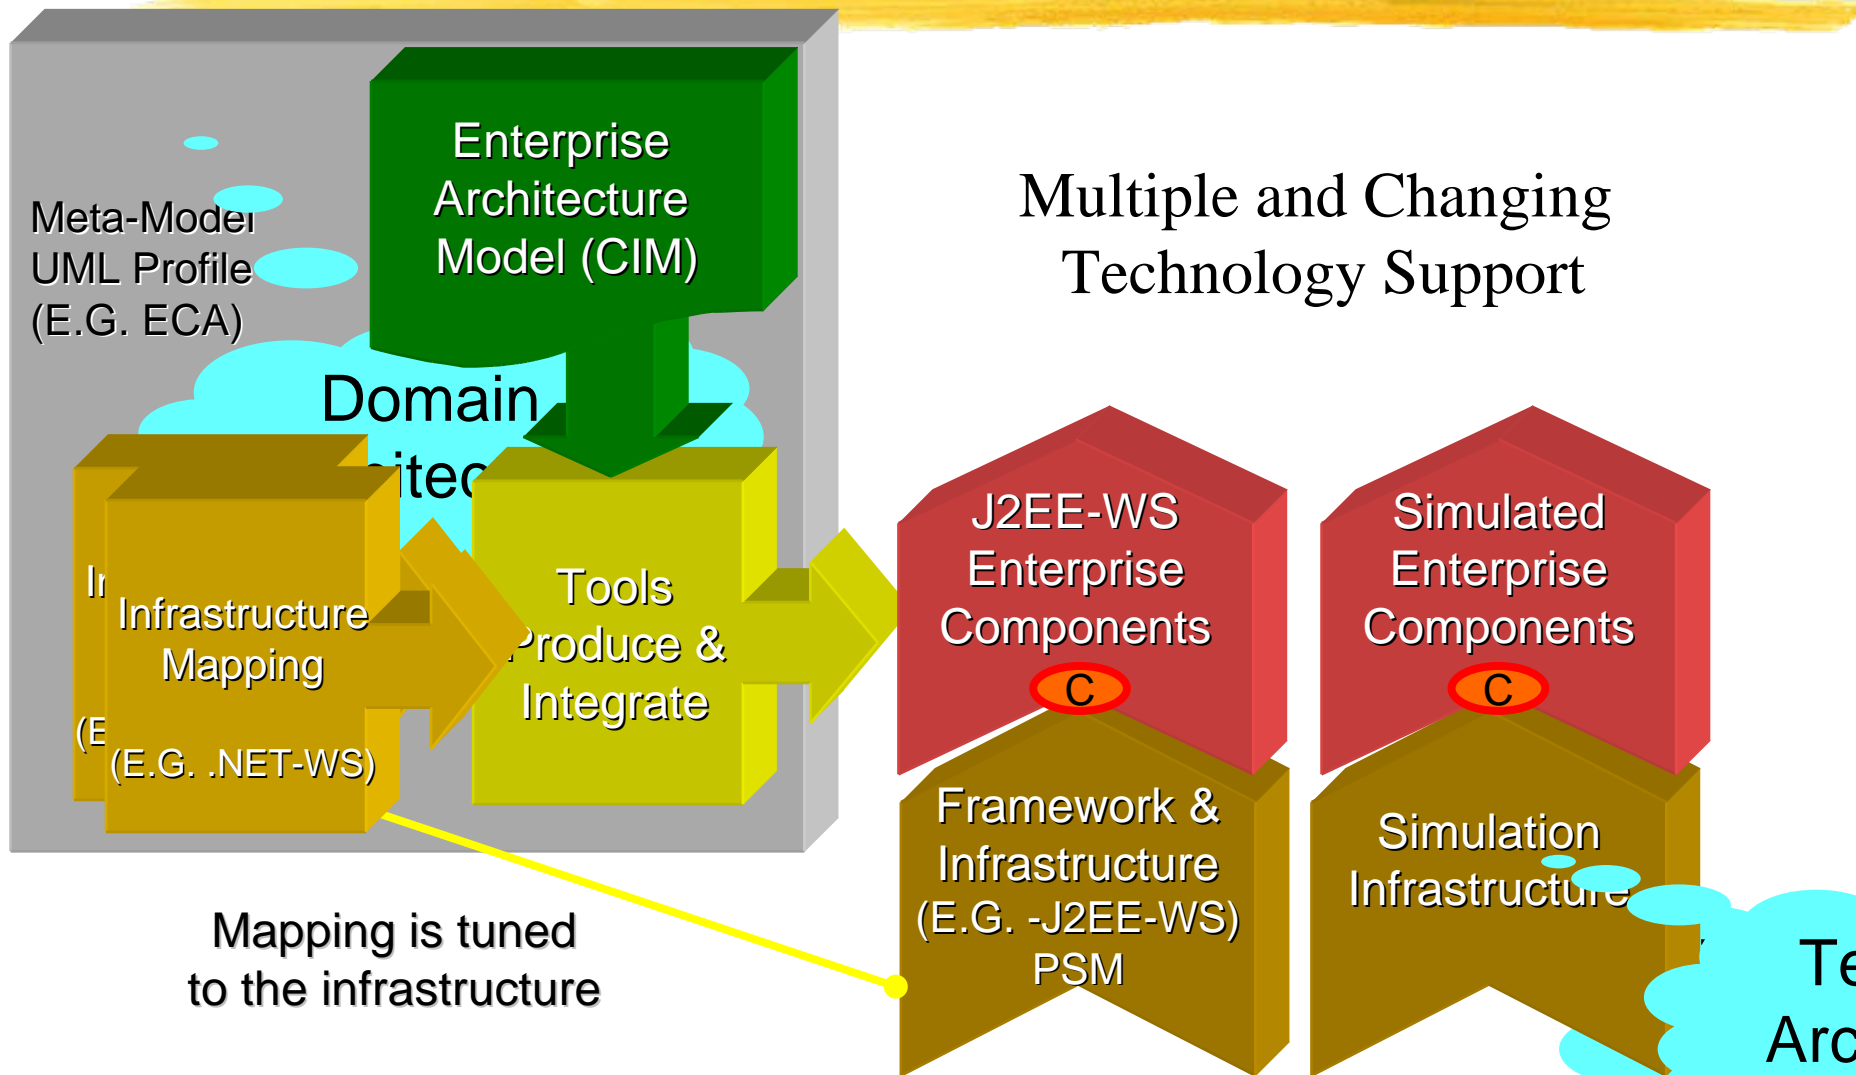 Enterprise
Architecture
Model (CIM)
Meta-Model
UML Profile
(E.G. ECA)
Multiple and Changing
Technology Support
Domain
Infrastructure
Mapping
(E.G. .NET-WS)
Tools
Produce &
Integrate
J2EE-WS
Enterprise
Components
C
Simulated
Enterprise
Components
C
Framework &
Infrastructure
(E.G. -J2EE-WS)
PSM
Simulation
Infrastructure
Mapping is tuned
to the infrastructure